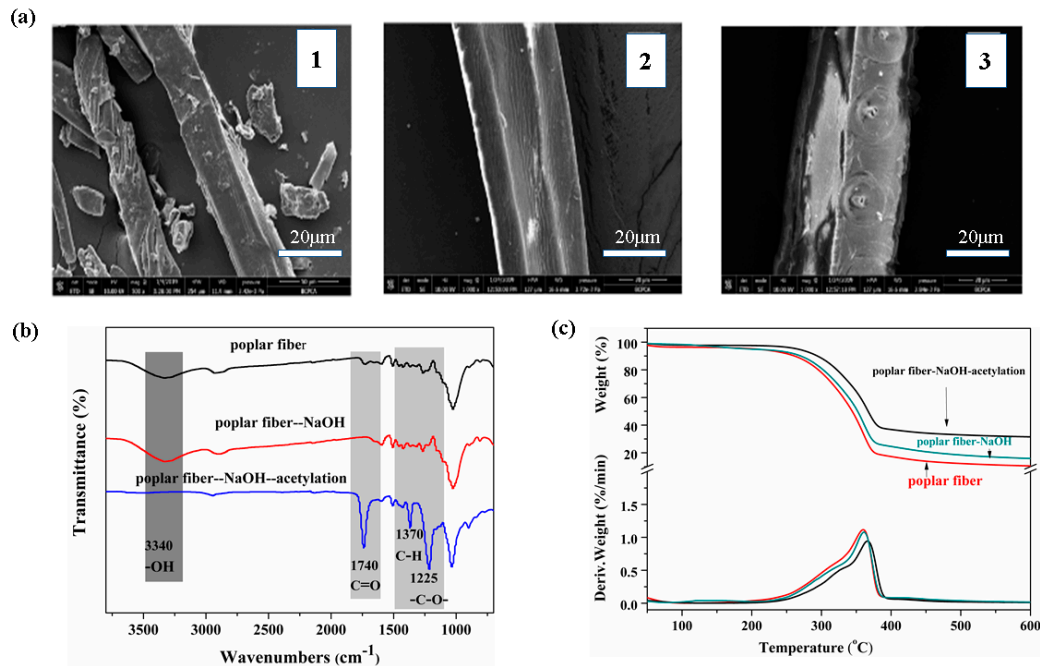 (a)
1
20μm
2
20μm
3
20μm
BCPCA
(b)
poplar fiber
poplar fiber--NaOH
poplar fiber--NaOH--acetylation
3340
-OH
1740
C=O
1370
C-H
1225
-C-O-
Transmittance (%)
3500
3000
2500
2000
1500
1000
Wavenumbers (cm⁻¹)
(c)
100
80
60
40
20
1.5
1.0
0.5
0.0
Weight (%)
Deriv.Weight (%/min)
poplar fiber-NaOH-acetylation
poplar fiber-NaOH
poplar fiber
100
200
300
400
500
600
Temperature (°C)